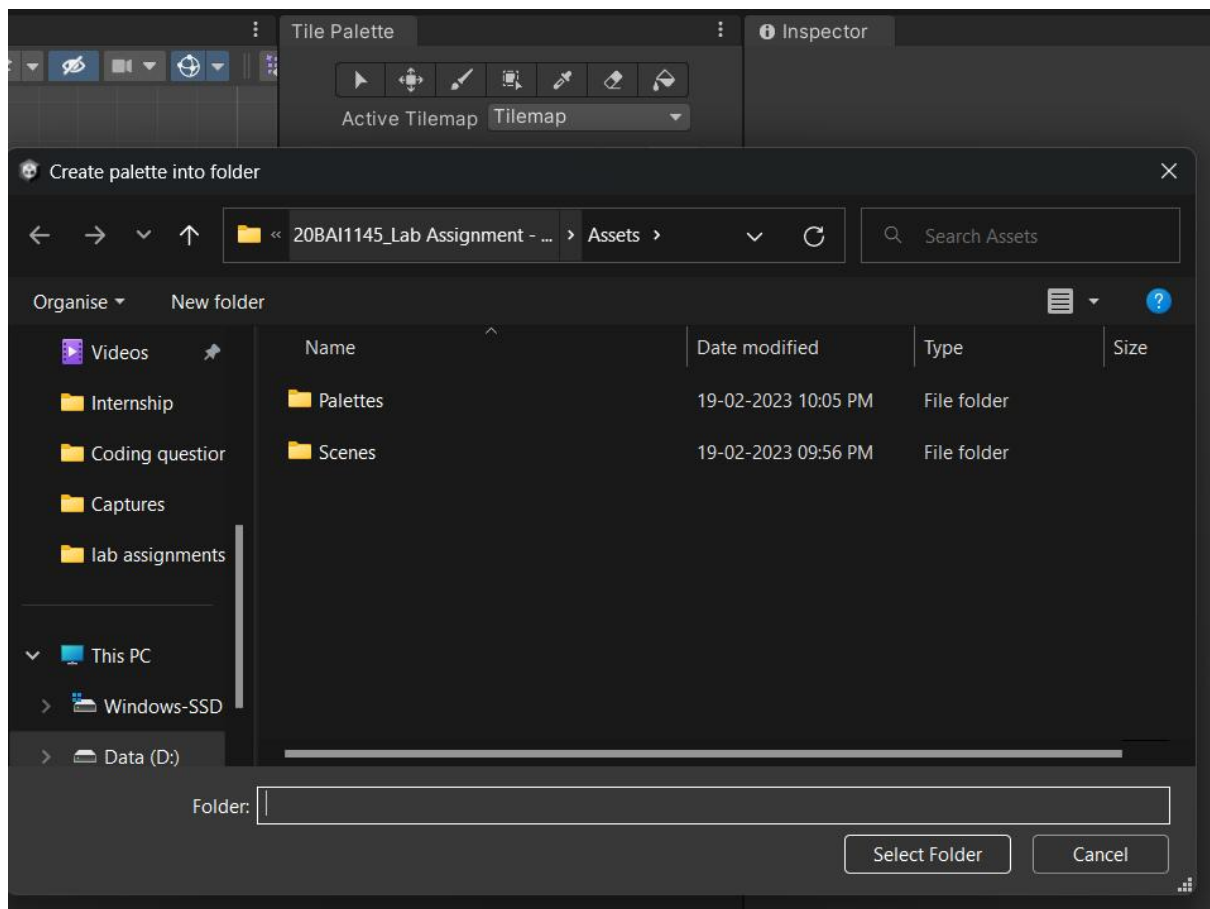 Tile Palette
Inspector
Active Tilemap Tilemap
Create palette into folder
« 20BAI1145_Lab Assignment - ... > Assets >
Search Assets
Organise
New folder
Name Date modified Type Size
Videos
Internship
Coding questior
Captures
lab assignments
This PC
Windows-SSD
Data (D:)
Palettes 19-02-2023 10:05 PM File folder
Scenes 19-02-2023 09:56 PM File folder
Folder:
Select Folder
Cancel